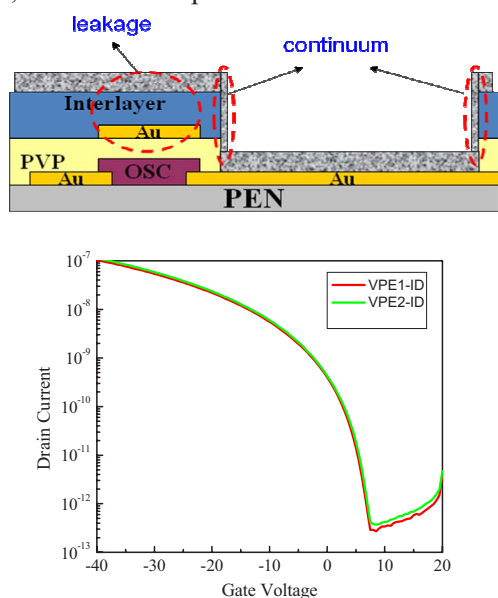 leakage
continuum
Interlayer
Au
PVP
OSC
Au
Au
PEN
10^-7
10^-8
10^-9
10^-10
10^-11
10^-12
10^-13
Drain Current
VPE1-ID
VPE2-ID
-40 -30 -20 -10 0 10 20
Gate Voltage